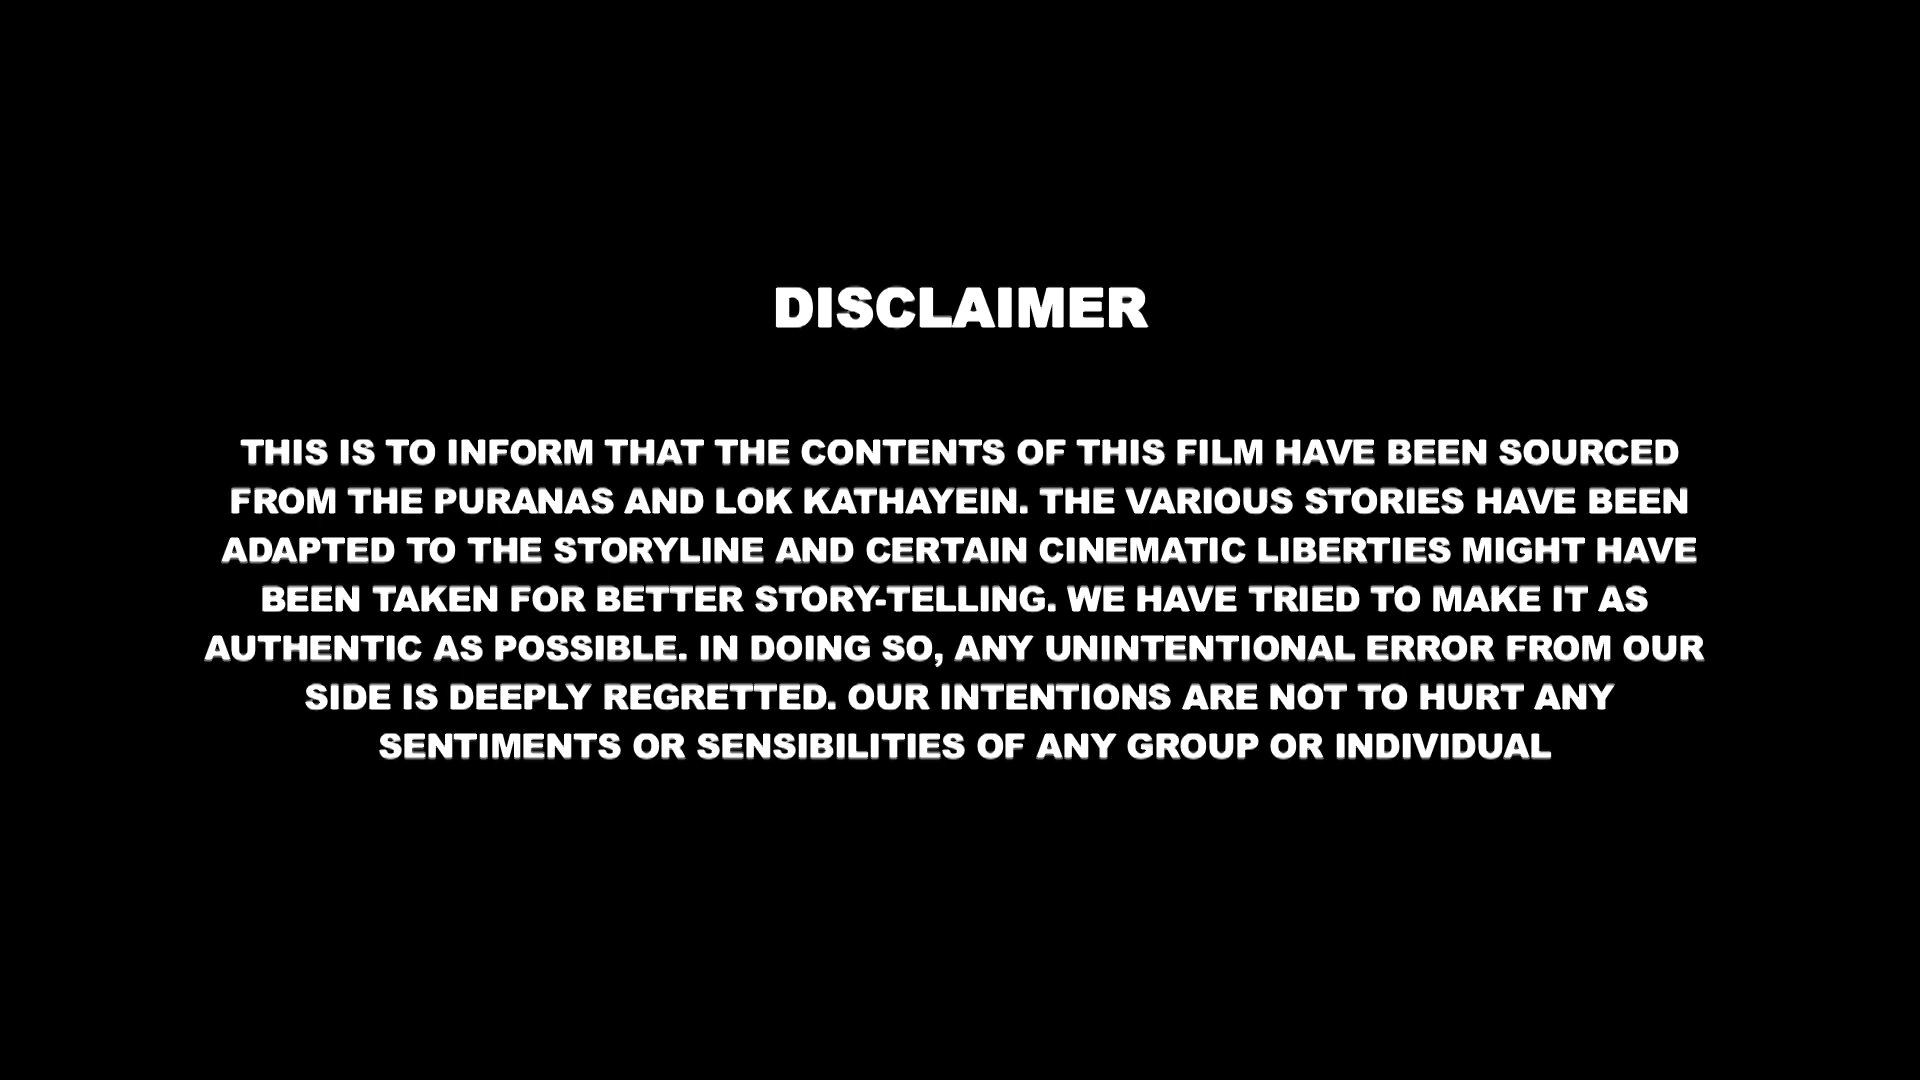 DISCLAIMER
THIS IS TO INFORM THAT THE CONTENTS OF THIS FILM HAVE BEEN SOURCED
FROM THE PURANAS AND LOK KATHAYEIN. THE VARIOUS STORIES HAVE BEEN
ADAPTED TO THE STORYLINE AND CERTAIN CINEMATIC LIBERTIES MIGHT HAVE
BEEN TAKEN FOR BETTER STORY-TELLING. WE HAVE TRIED TO MAKE IT AS
AUTHENTIC AS POSSIBLE. IN DOING SO, ANY UNINTENTIONAL ERROR FROM OUR
SIDE IS DEEPLY REGRETTED. OUR INTENTIONS ARE NOT TO HURT ANY
SENTIMENTS OR SENSIBILITIES OF ANY GROUP OR INDIVIDUAL